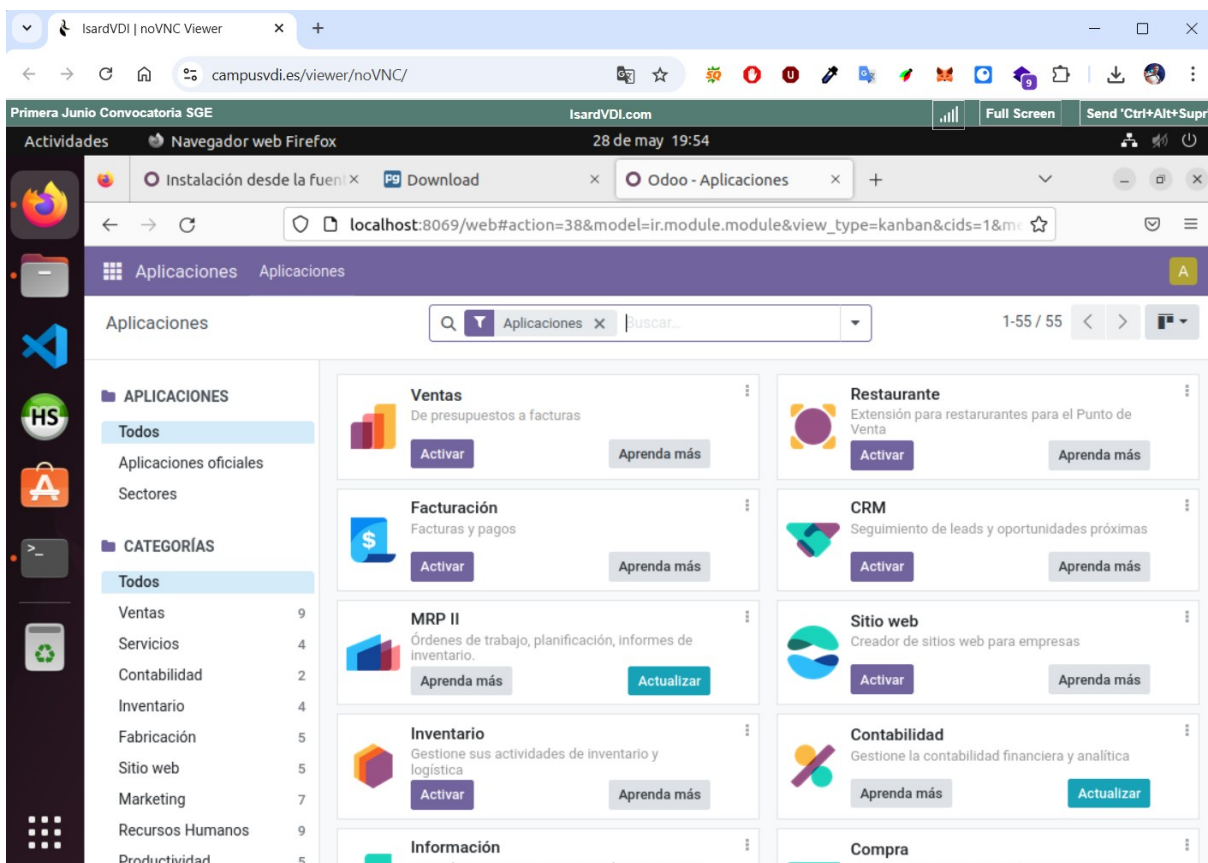 IsardVDI | noVNC Viewer
campusvdi.es/viewer/noVNC/
9
Primera Junio Convocatoria SGE
IsardVDI.com
Full Screen
Send 'Ctrl+Alt+Supr
Actividades
Navegador web Firefox
28 de may 19:54
Instalación desde la fuent
Download
Odoo - Aplicaciones
localhost:8069/web#action=38&model=ir.module.module&view_type=kanban&cids=1&me
Aplicaciones
Aplicaciones
A
Aplicaciones
Aplicaciones
Buscar...
1-55 / 55
APLICACIONES
Todos
Aplicaciones oficiales
Sectores
CATEGORÍAS
Todos
Ventas 9
Servicios 4
Contabilidad 2
Inventario 4
Fabricación 5
Sitio web 5
Marketing 7
Recursos Humanos 9
Productividad 5
Ventas
De presupuestos a facturas
Activar
Aprenda más
Restaurante
Extensión para restarurantes para el Punto de
Venta
Activar
Aprenda más
Facturación
Facturas y pagos
Activar
Aprenda más
CRM
Seguimiento de leads y oportunidades próximas
Activar
Aprenda más
MRP II
Órdenes de trabajo, planificación, informes de
inventario.
Aprenda más
Actualizar
Sitio web
Creador de sitios web para empresas
Activar
Aprenda más
Inventario
Gestione sus actividades de inventario y
logística
Activar
Aprenda más
Contabilidad
Gestione la contabilidad financiera y analítica
Aprenda más
Actualizar
Información
Compra
HS